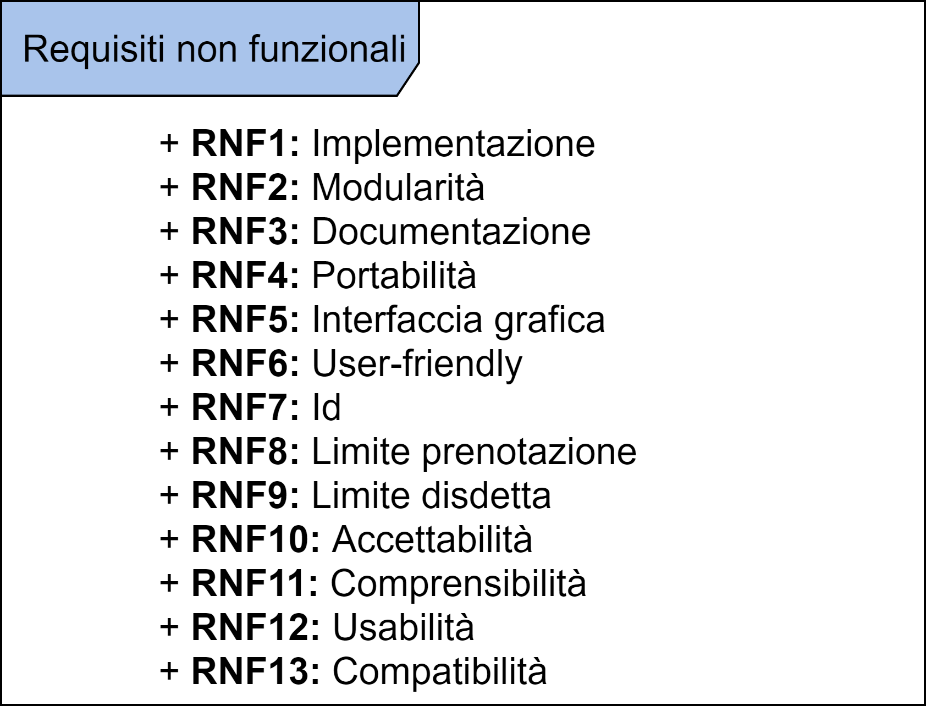 Requisiti non funzionali
+ RNF1: Implementazione
+ RNF2: Modularità
+ RNF3: Documentazione
+ RNF4: Portabilità
+ RNF5: Interfaccia grafica
+ RNF6: User-friendly
+ RNF7: Id
+ RNF8: Limite prenotazione
+ RNF9: Limite disdetta
+ RNF10: Accettabilità
+ RNF11: Comprensibilità
+ RNF12: Usabilità
+ RNF13: Compatibilità